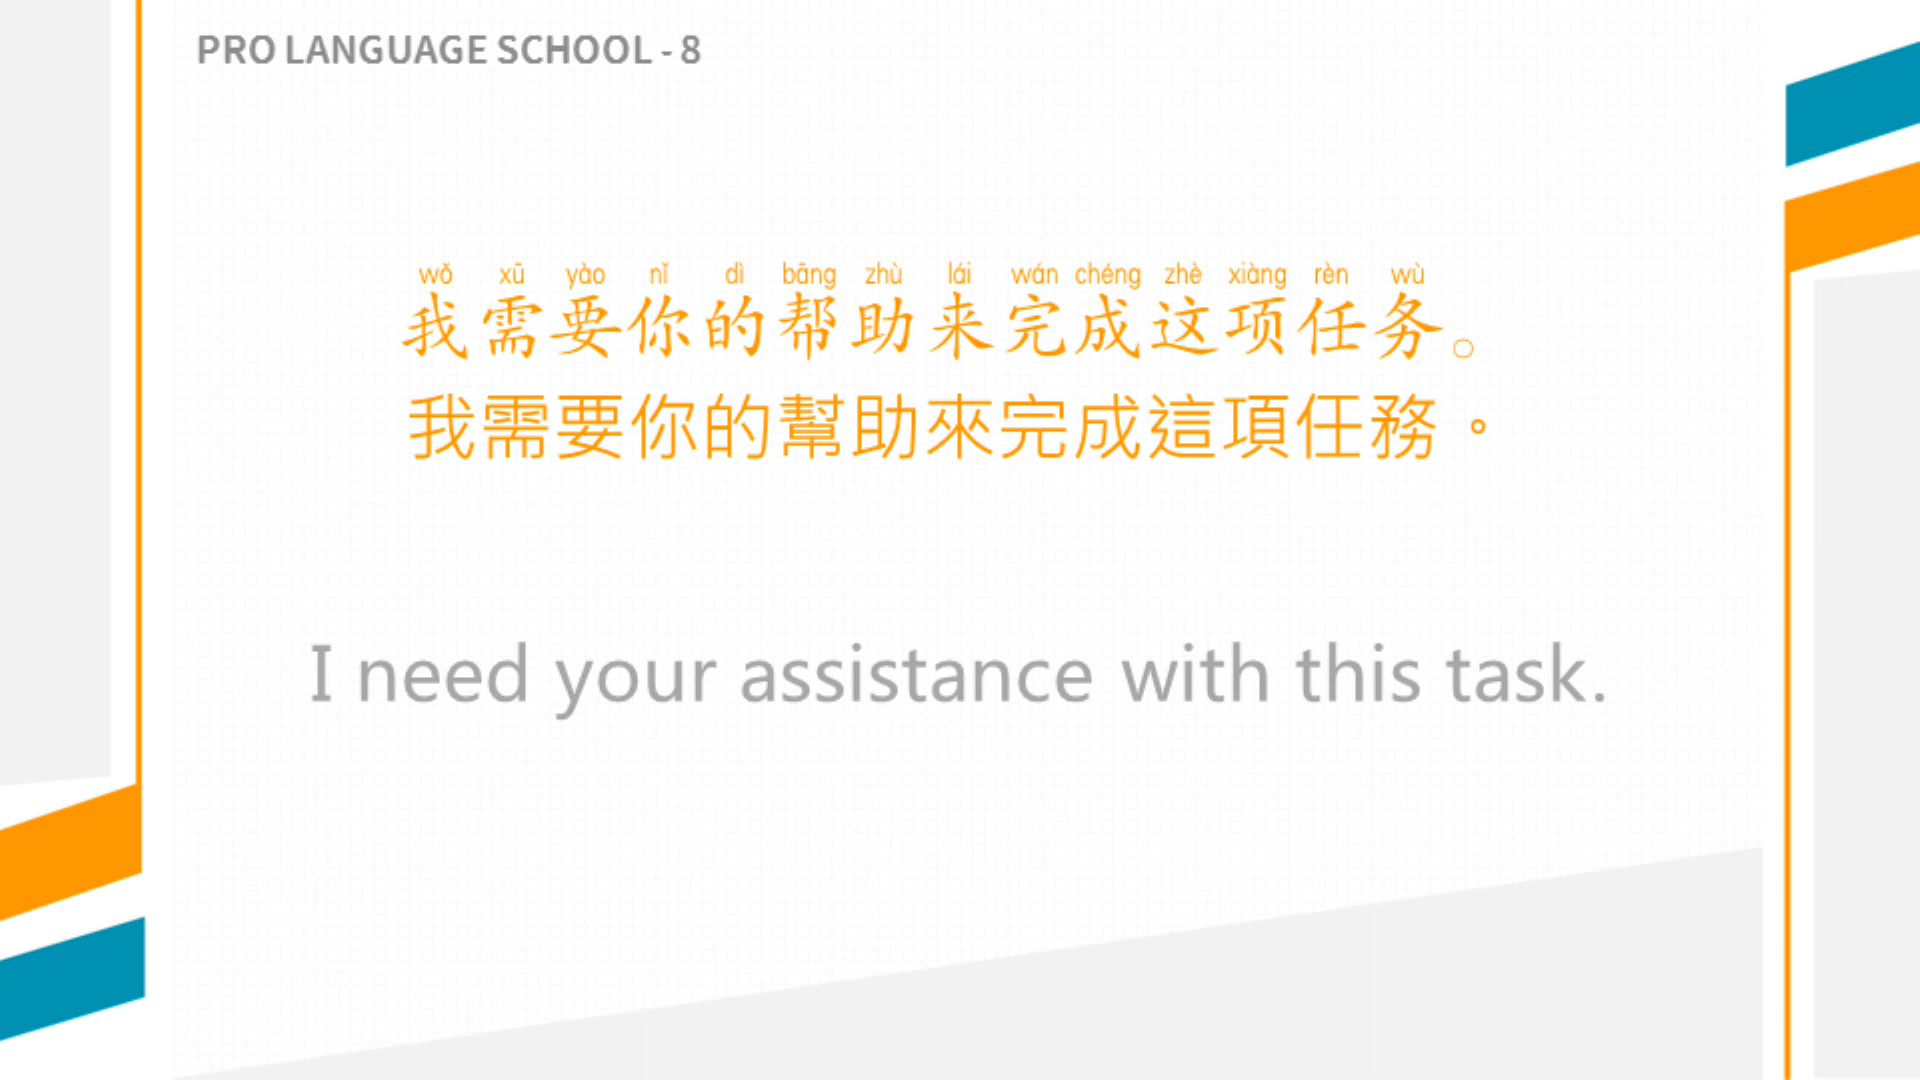 PRO LANGUAGE SCHOOL - 8
wǒ xū yào nǐ dì bāng zhù lái wán chéng zhè xiàng rèn wù
我需要你的帮助来完成这项任务。
我需要你的幫助來完成這項任務。
I need your assistance with this task.